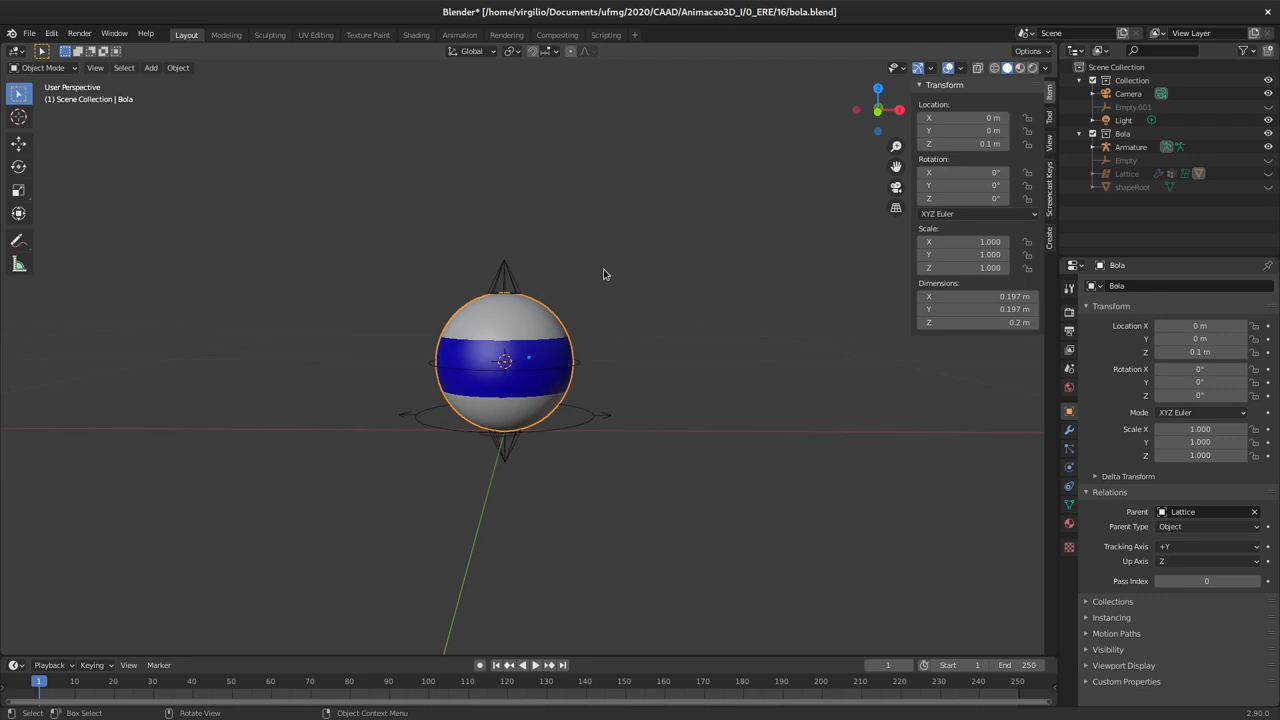 Blender* [/home/virgilio/Documents/ufmg/2020/CAAD/Animacao3D_I/0_ERE/16/bola.blend]
File Edit Render Window Help Layout Modeling Sculpting UV Editing Texture Paint Shading Animation Rendering Compositing Scripting + Scene View Layer
Global Options
Object Mode View Select Add Object
User Perspective
(1) Scene Collection | Bola
Z
X
Transform
Location:
X 0 m
Y 0 m
Z 0.1 m
Rotation:
X 0°
Y 0°
Z 0°
XYZ Euler
Scale:
X 1.000
Y 1.000
Z 1.000
Dimensions:
X 0.197 m
Y 0.197 m
Z 0.2 m
Item
Tool
View
Screencast Keys
Create
Scene Collection
Collection
Camera
Empty.001
Light
Bola
Armature
Empty
Lattice
shapeRoot
Bola
Bola
Transform
Location X 0 m
Y 0 m
Z 0.1 m
Rotation X 0°
Y 0°
Z 0°
Mode XYZ Euler
Scale X 1.000
Y 1.000
Z 1.000
Delta Transform
Relations
Parent Lattice
Parent Type Object
Tracking Axis +Y
Up Axis Z
Pass Index 0
Collections
Instancing
Motion Paths
Visibility
Viewport Display
Custom Properties
Playback Keying View Marker 1 Start 1 End 250
1 10 20 30 40 50 60 70 80 90 100 110 120 130 140 150 160 170 180 190 200 210 220 230 240 250
Select Box Select Rotate View Object Context Menu 2.90.0